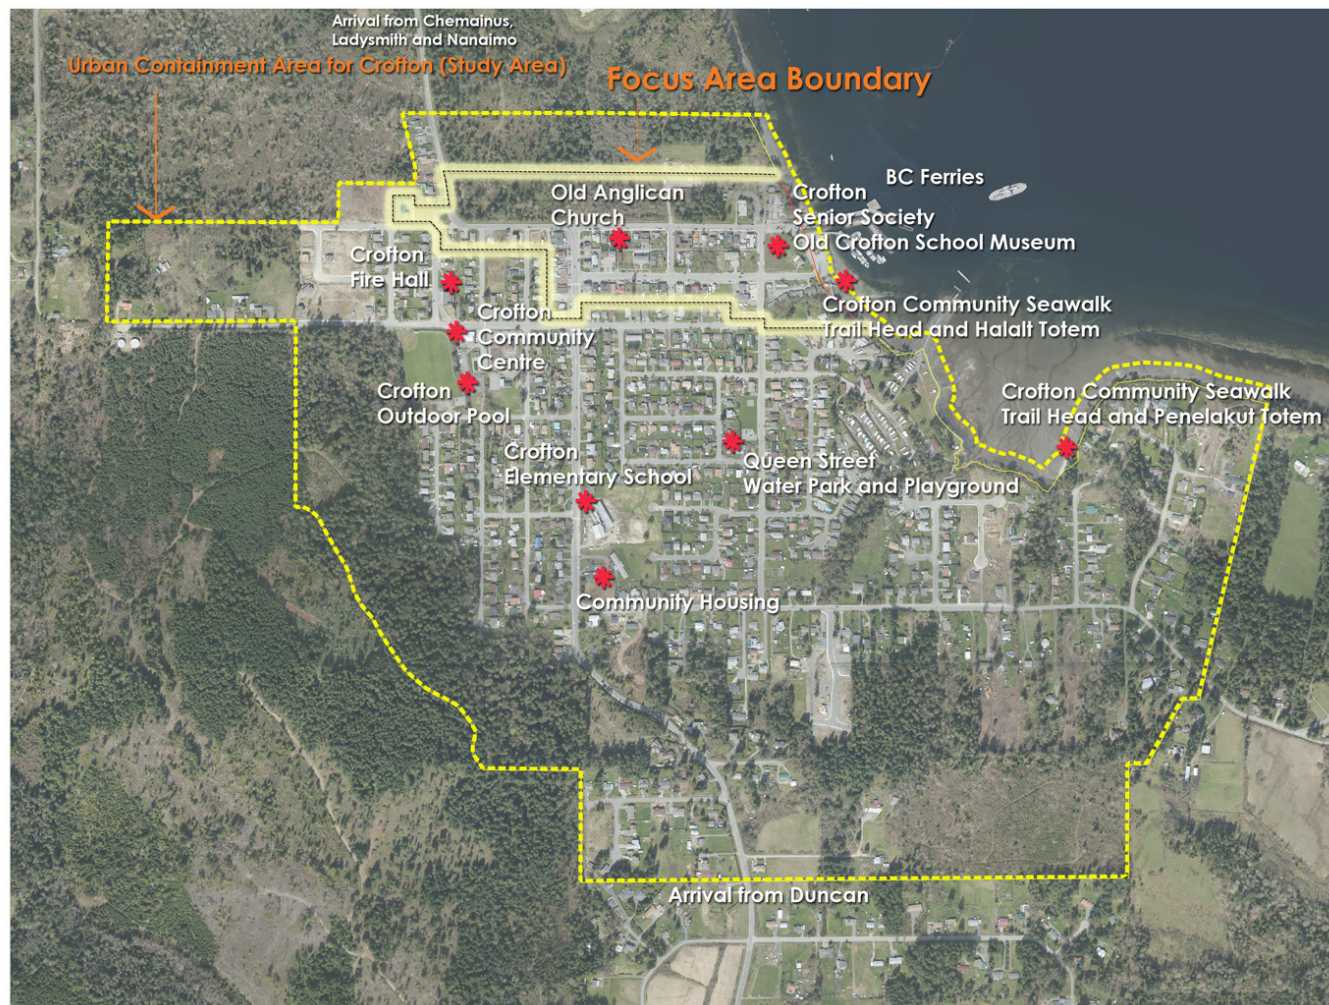 Arrival from Chemainus,
Ladysmith and Nanaimo
Urban Containment Area for Crofton (Study Area)
Focus Area Boundary
BC Ferries
Old Anglican
Church
Crofton
Senior Society
Old Crofton School Museum
Crofton
Fire Hall
Crofton Community Seawalk
Trail Head and Halalt Totem
Crofton
Community
Centre
Crofton
Outdoor Pool
Crofton Community Seawalk
Trail Head and Penelakut Totem
Crofton
Elementary School
Queen Street
Water Park and Playground
Community Housing
Arrival from Duncan